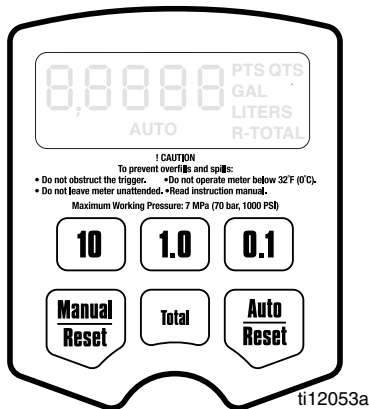 8,8888 PTS QTS
GAL
LITERS
AUTO R-TOTAL
! CAUTION
To prevent overfills and spills:
• Do not obstruct the trigger. •Do not operate meter below 32°F (0°C).
• Do not leave meter unattended. •Read instruction manual.
Maximum Working Pressure: 7 MPa (70 bar, 1000 PSI)
10 1.0 0.1
Manual Total Auto
Reset Reset
ti12053a